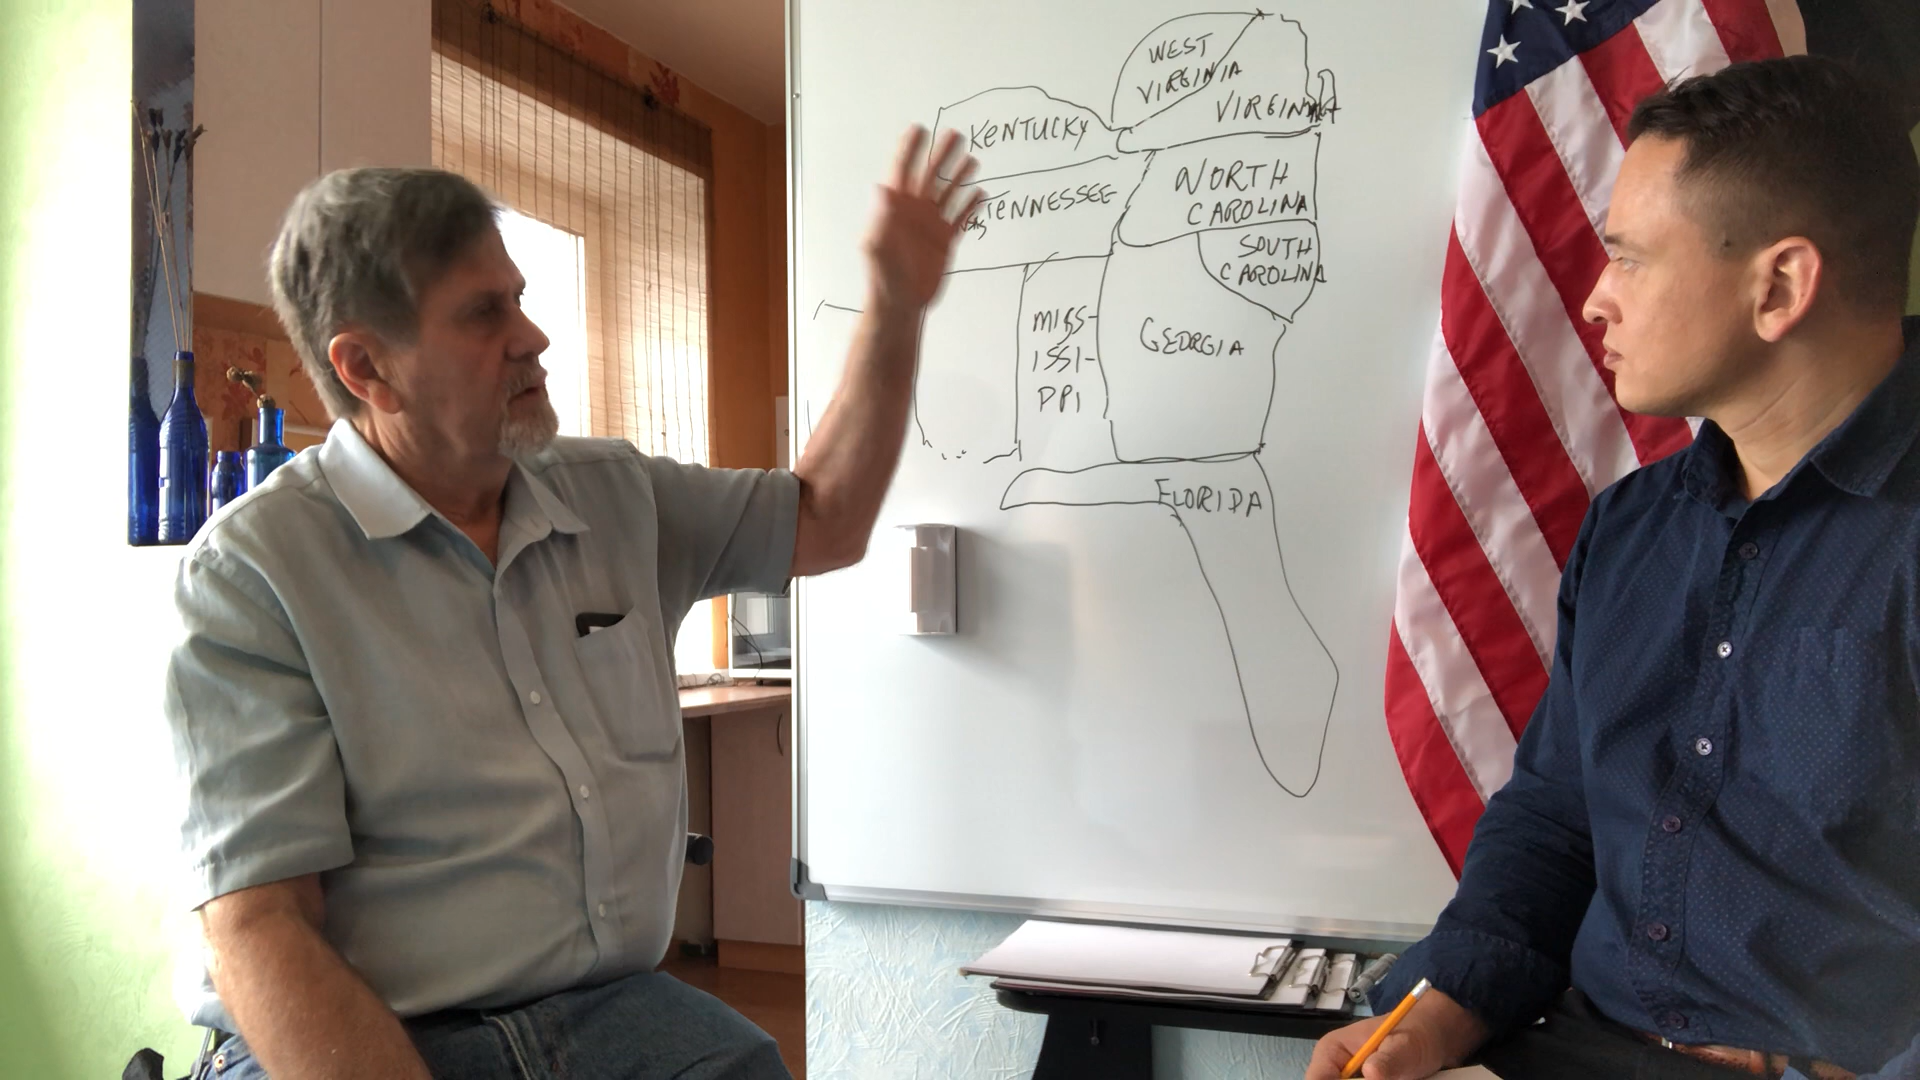 WEST
VIRGINIA
VIRGINIA
KENTUCKY
TENNESSEE
NORTH
CAROLINA
SOUTH
CAROLINA
MISS-
ISSI-
PPI
GEORGIA
FLORIDA